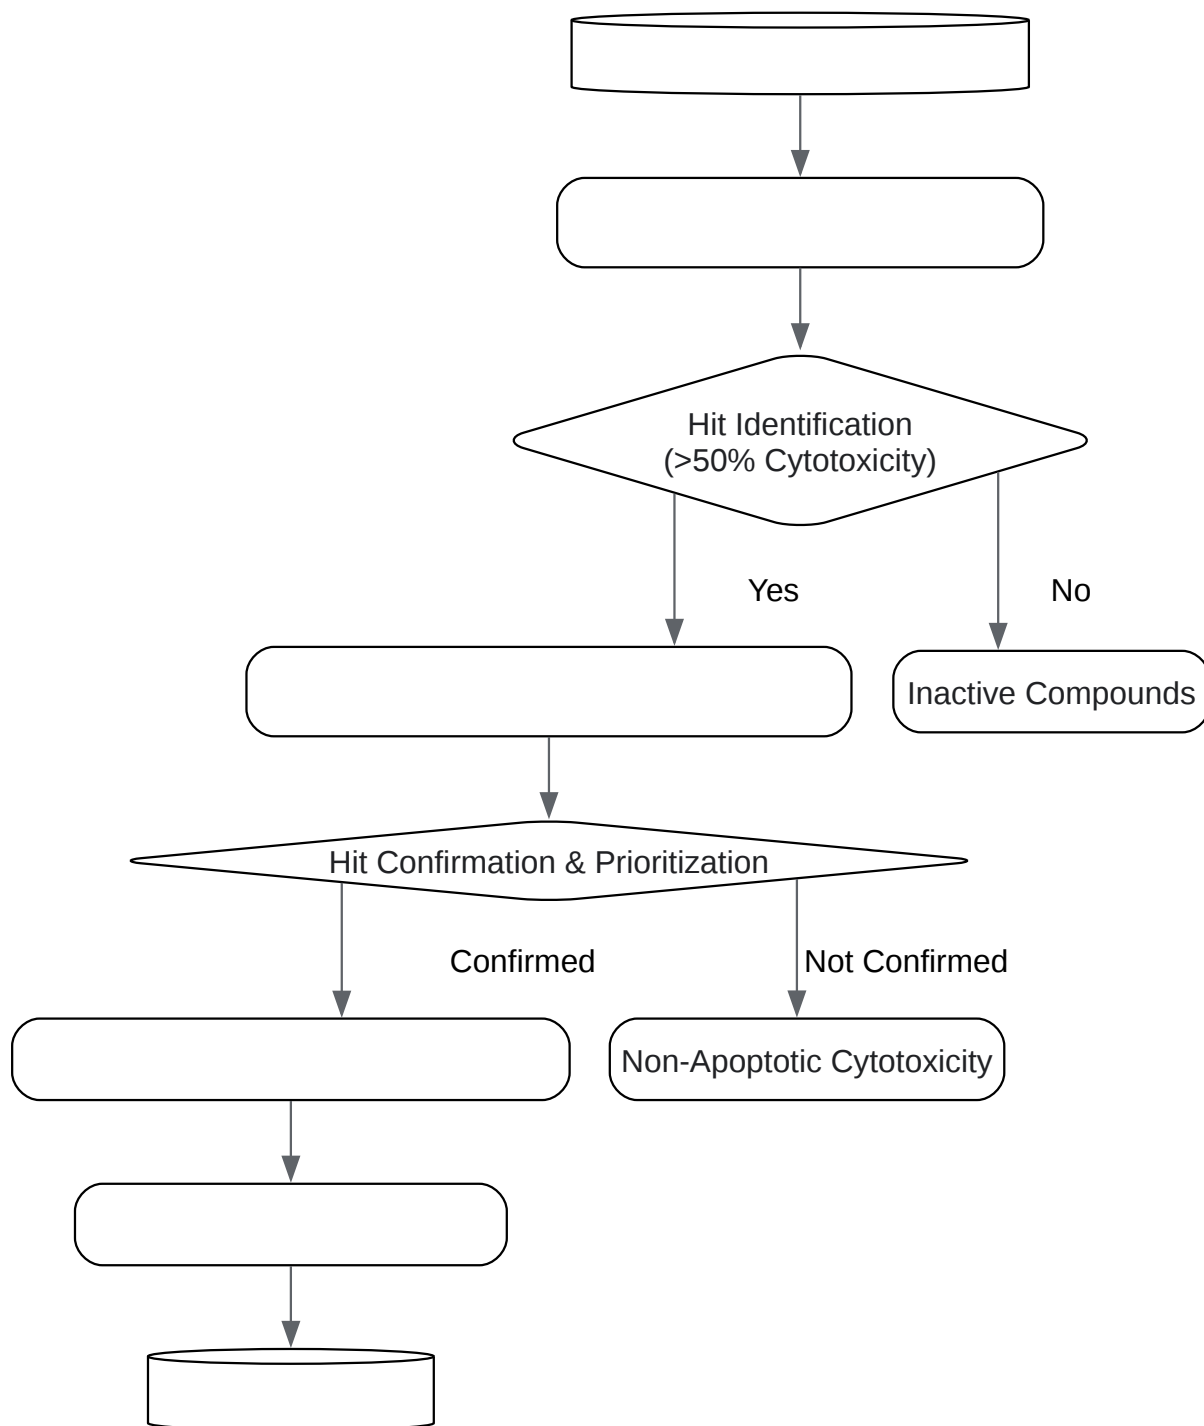 Hit Identification
(>50% Cytotoxicity)
Yes
No
Inactive Compounds
Hit Confirmation & Prioritization
Confirmed
Not Confirmed
Non-Apoptotic Cytotoxicity